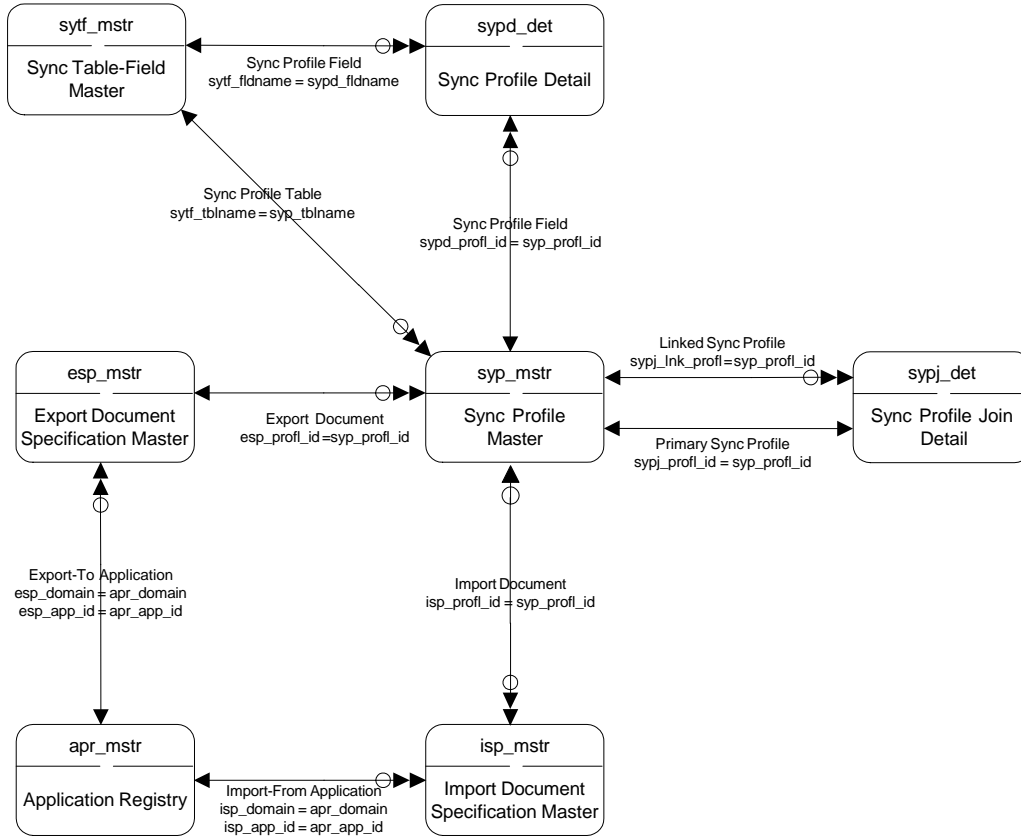 sytf_mstr
Sync Table-Field
Master
Sync Profile Field
sytf_fldname = sypd_fldname
sypd_det
Sync Profile Detail
Sync Profile Table
sytf_tblname = syp_tblname
Sync Profile Field
sypd_profl_id = syp_profl_id
esp_mstr
Export Document
Specification Master
Export Document
esp_profl_id =syp_profl_id
syp_mstr
Sync Profile
Master
Linked Sync Profile
sypj_lnk_profl=syp_profl_id
Primary Sync Profile
sypj_profl_id = syp_profl_id
sypj_det
Sync Profile Join
Detail
Export-To Application
esp_domain = apr_domain
esp_app_id = apr_app_id
Import Document
isp_profl_id = syp_profl_id
apr_mstr
Application Registry
Import-From Application
isp_domain = apr_domain
isp_app_id = apr_app_id
isp_mstr
Import Document
Specification Master